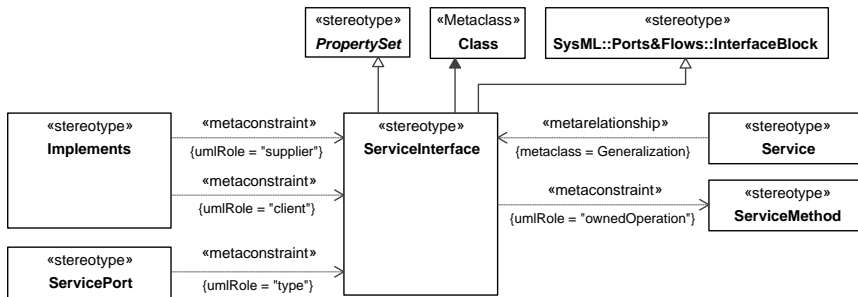 «stereotype»
PropertySet
«Metaclass»
Class
«stereotype»
SysML::Ports&Flows::InterfaceBlock
«stereotype»
Implements
«metaconstraint»
{umlRole = "supplier"}
«metaconstraint»
{umlRole = "client"}
«stereotype»
ServicePort
«metaconstraint»
{umlRole = "type"}
«stereotype»
ServiceInterface
«metarelationship»
{metaclass = Generalization}
«stereotype»
Service
«metaconstraint»
{umlRole = "ownedOperation"}
«stereotype»
ServiceMethod